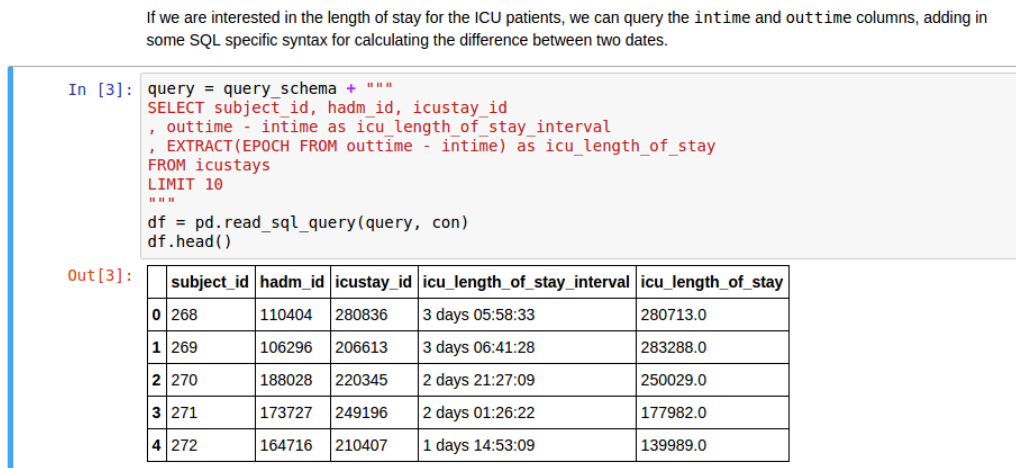 If we are interested in the length of stay for the ICU patients, we can query the intime and outtime columns, adding in
some SQL specific syntax for calculating the difference between two dates.
In [3]: query = query_schema + """
SELECT subject_id, hadm_id, icustay_id
, outtime - intime as icu_length_of_stay_interval
, EXTRACT(EPOCH FROM outtime - intime) as icu_length_of_stay
FROM icustays
LIMIT 10
"""
df = pd.read_sql_query(query, con)
df.head()
Out[3]:
subject_id hadm_id icustay_id icu_length_of_stay_interval icu_length_of_stay
0 268 110404 280836 3 days 05:58:33 280713.0
1 269 106296 206613 3 days 06:41:28 283288.0
2 270 188028 220345 2 days 21:27:09 250029.0
3 271 173727 249196 2 days 01:26:22 177982.0
4 272 164716 210407 1 days 14:53:09 139989.0